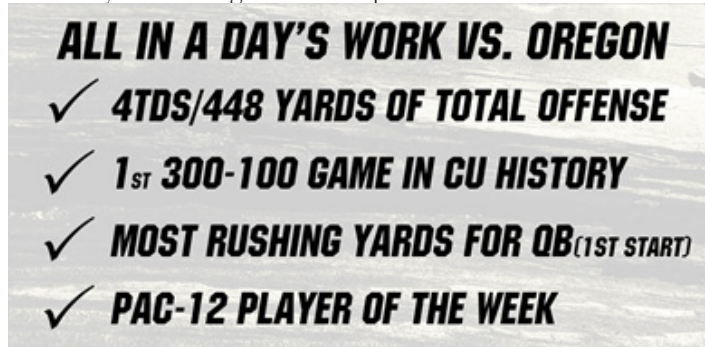 ALL IN A DAY'S WORK VS. OREGON
✓ 4TDS/448 YARDS OF TOTAL OFFENSE
✓ 1ST 300-100 GAME IN CU HISTORY
✓ MOST RUSHING YARDS FOR QB(1ST START)
✓ PAC-12 PLAYER OF THE WEEK